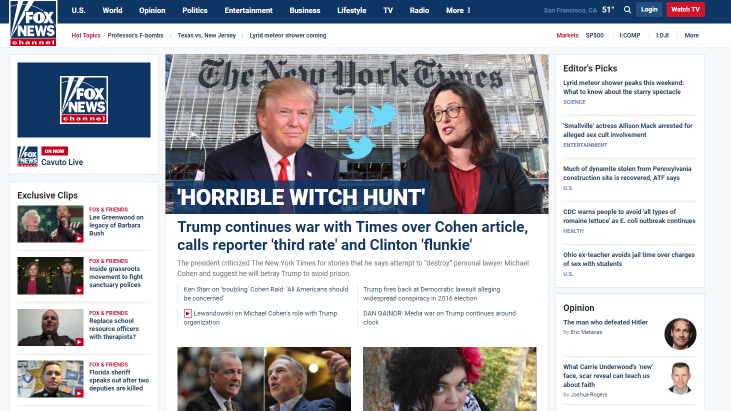 FOX
NEWS
channel
U.S.
World
Opinion
Politics
Entertainment
Business
Lifestyle
TV
Radio
More
San Francisco, CA 51°
Login
Watch TV
Hot Topics
Professor's F-bombs
Texas vs. New Jersey
Lyrid meteor shower coming
Markets
SP500
I:COMP
I:DJI
More
FOX
NEWS
channel
FOX
NEWS
channel
ON NOW
Cavuto Live
Exclusive Clips
FOX & FRIENDS
Lee Greenwood on
legacy of Barbara
Bush
FOX & FRIENDS
Inside grassroots
movement to fight
sanctuary polices
FOX & FRIENDS
Replace school
resource officers
with therapists?
FOX & FRIENDS
Florida sheriff
speaks out after two
deputies are killed
The New York Times
'HORRIBLE WITCH HUNT'
Trump continues war with Times over Cohen article,
calls reporter 'third rate' and Clinton 'flunkie'
The president criticized The New York Times for stories that he says attempt to "destroy" personal lawyer Michael
Cohen and suggest he will betray Trump to avoid prison.
Ken Starr on 'troubling' Cohen Raid: 'All Americans should
be concerned'
Trump fires back at Democratic lawsuit alleging
widespread conspiracy in 2016 election
Lewandowski on Michael Cohen's role with Trump
organization
DAN GAINOR: Media war on Trump continues around
clock
Editor's Picks
Lyrid meteor shower peaks this weekend:
What to know about the starry spectacle
SCIENCE
'Smallville' actress Allison Mack arrested for
alleged sex cult involvement
ENTERTAINMENT
Much of dynamite stolen from Pennsylvania
construction site is recovered, ATF says
U.S.
CDC warns people to avoid 'all types of
romaine lettuce' as E. coli outbreak continues
HEALTH
Ohio ex-teacher avoids jail time over charges
of sex with students
U.S.
Opinion
The man who defeated Hitler
By Eric Metaxas
What Carrie Underwood's 'new'
face, scar reveal can teach us
about faith
By Joshua Rogers